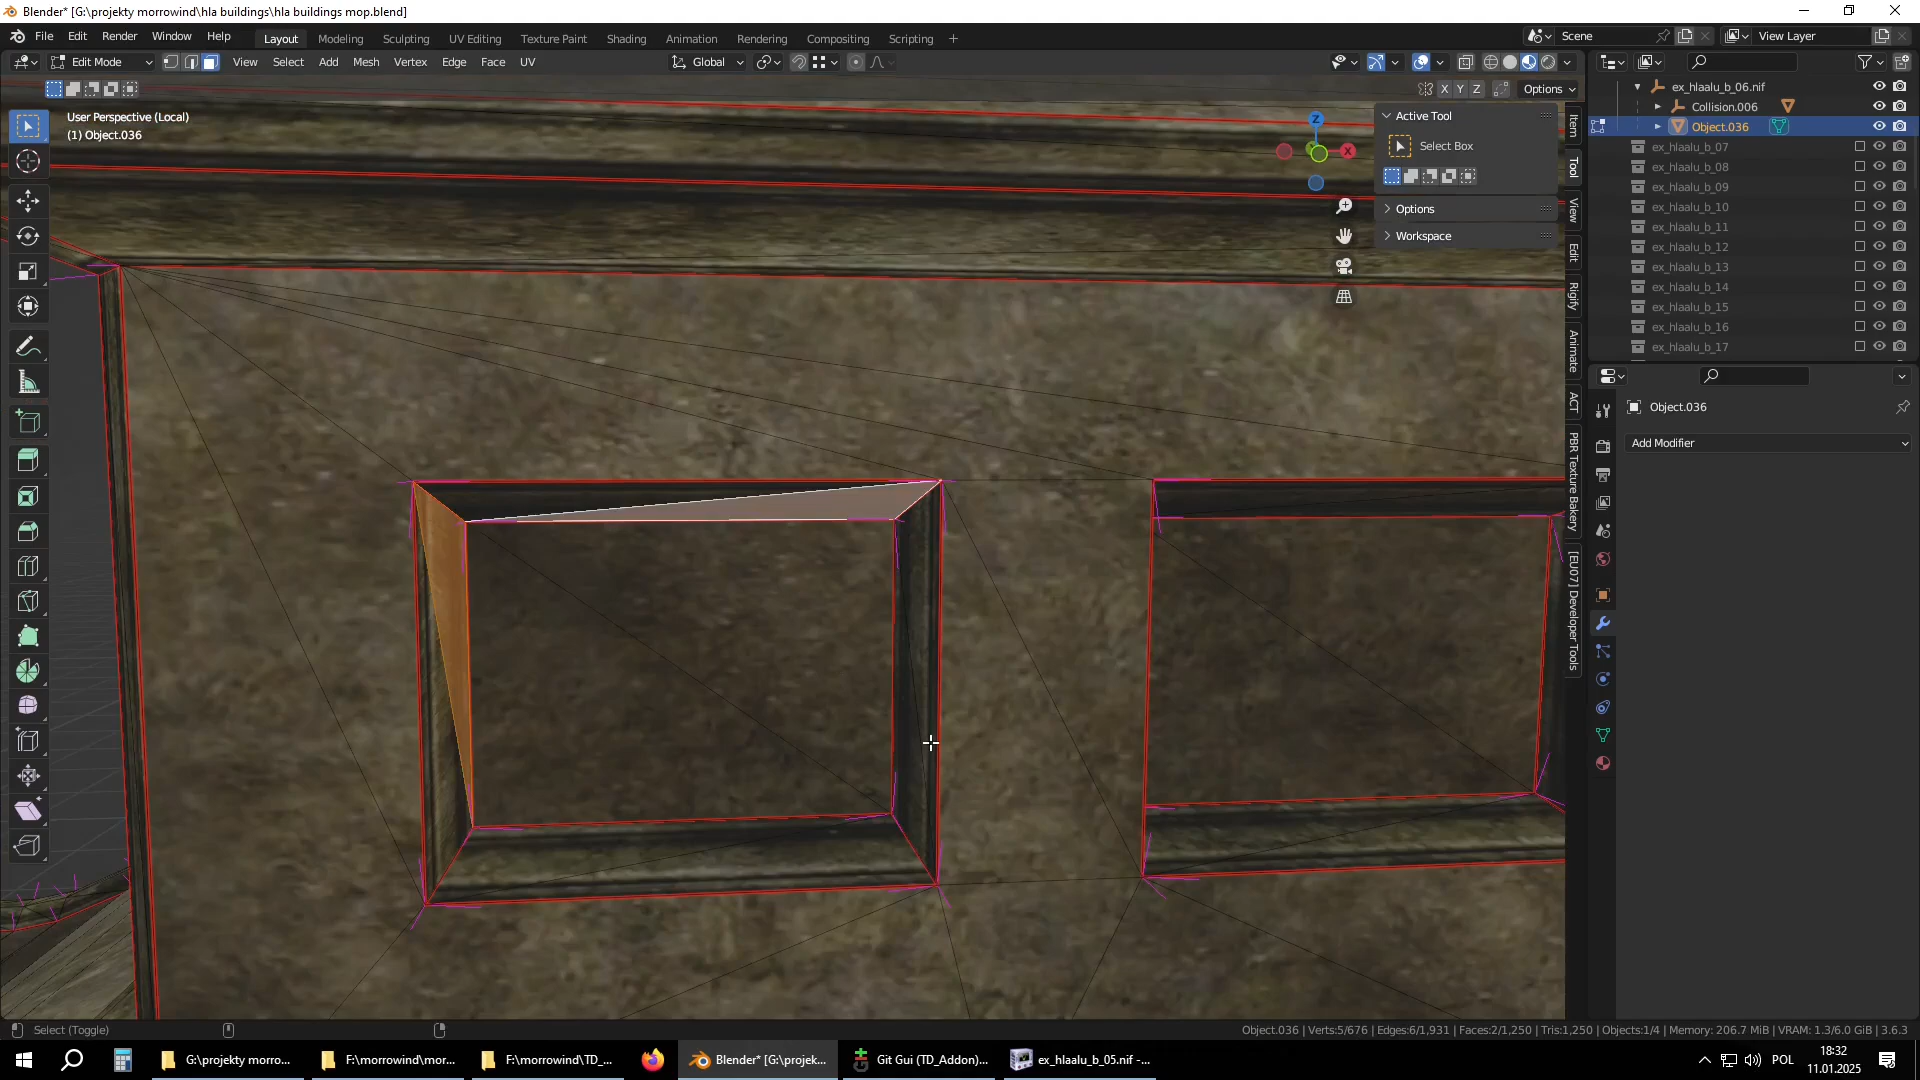 Blender* [G:\projekty morrowind\hla buildings\hla buildings mop.blend]
File Edit Render Window Help
Layout Modeling Sculpting UV Editing Texture Paint Shading Animation Rendering Compositing Scripting +
Scene
View Layer
Edit Mode
View Select Add Mesh Vertex Edge Face UV
Global
X Y Z
Options
User Perspective (Local)
(1) Object.036
Z
X
Active Tool
Select Box
Options
Workspace
Item
Tool
View
Edit
Rigify
Animate
ACT
PBR Texture Bakery
[EU07] Developer Tools
ex_hlaalu_b_06.nif
Collision.006
Object.036
ex_hlaalu_b_07
ex_hlaalu_b_08
ex_hlaalu_b_09
ex_hlaalu_b_10
ex_hlaalu_b_11
ex_hlaalu_b_12
ex_hlaalu_b_13
ex_hlaalu_b_14
ex_hlaalu_b_15
ex_hlaalu_b_16
ex_hlaalu_b_17
Object.036
Add Modifier
Select (Toggle)
Object.036 | Verts:5/676 | Edges:6/1,931 | Faces:2/1,250 | Tris:1,250 | Objects:1/4 | Memory: 206.7 MiB | VRAM: 1.3/6.0 GiB | 3.6.3
G:\projekty morro...
F:\morrowind\mor...
F:\morrowind\TD_...
Blender* [G:\projek...
Git Gui (TD_Addon)...
ex_hlaalu_b_05.nif -...
POL
18:32
11.01.2025